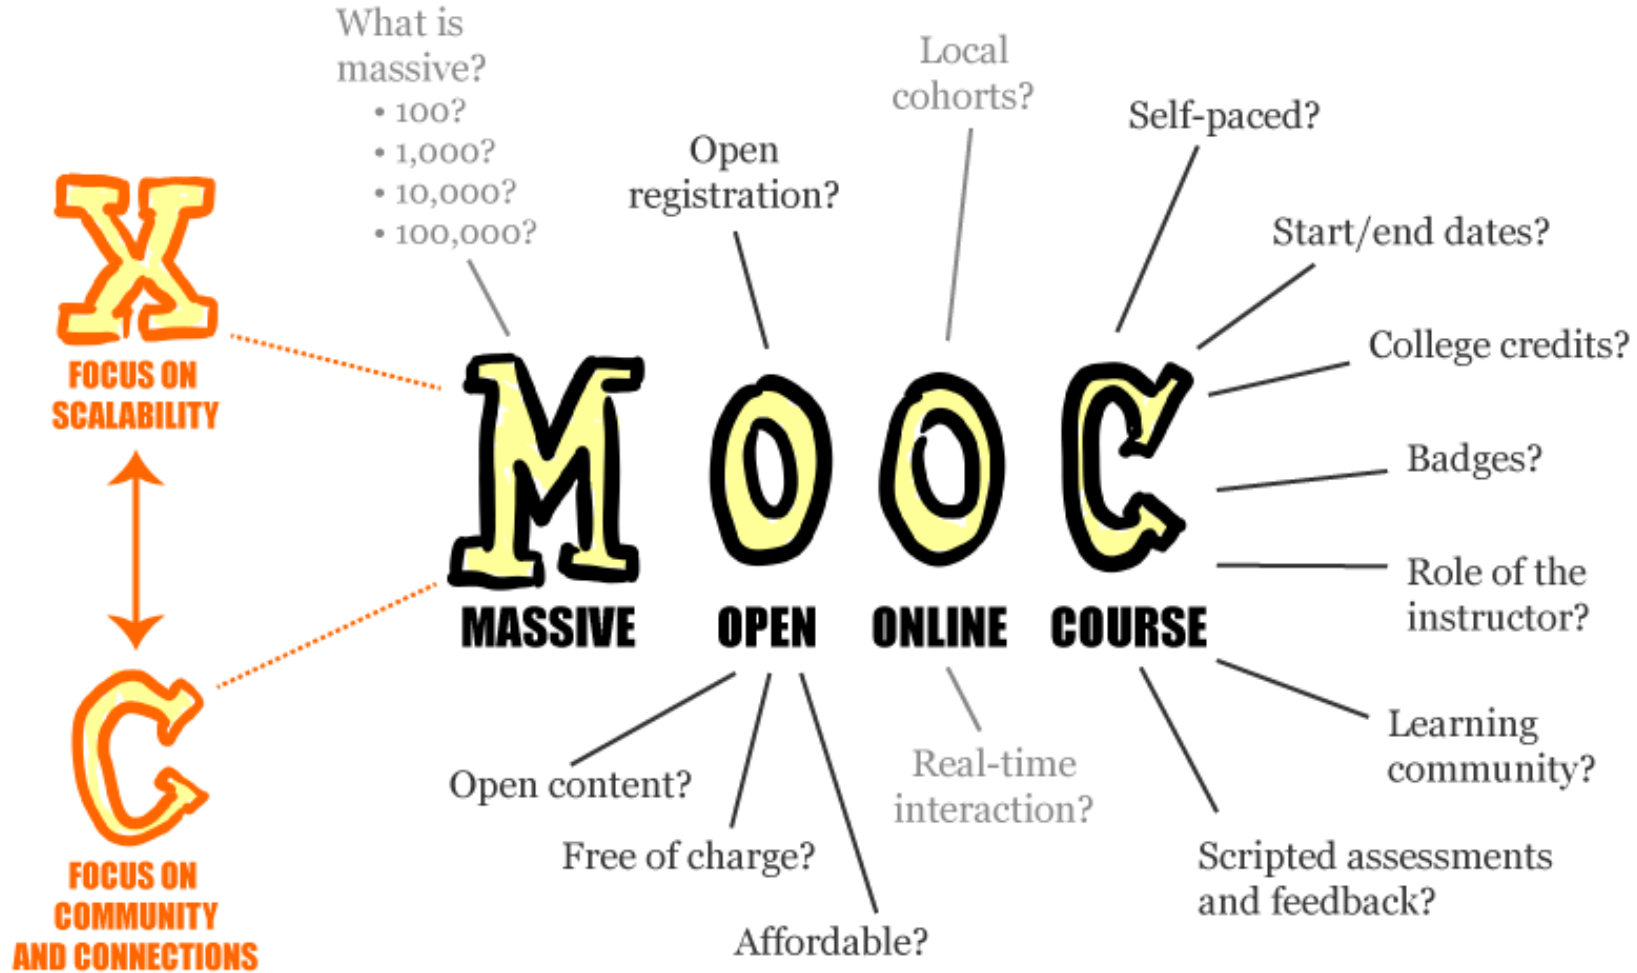 What is
massive?
• 100?
• 1,000?
• 10,000?
• 100,000?
Open
registration?
Local
cohorts?
Self-paced?
Start/end dates?
College credits?
Badges?
Role of the
instructor?
Learning
community?
Scripted assessments
and feedback?
X
FOCUS ON
SCALABILITY
C
FOCUS ON
COMMUNITY
AND CONNECTIONS
M O O C
MASSIVE OPEN ONLINE COURSE
Open content?
Free of charge?
Affordable?
Real-time
interaction?